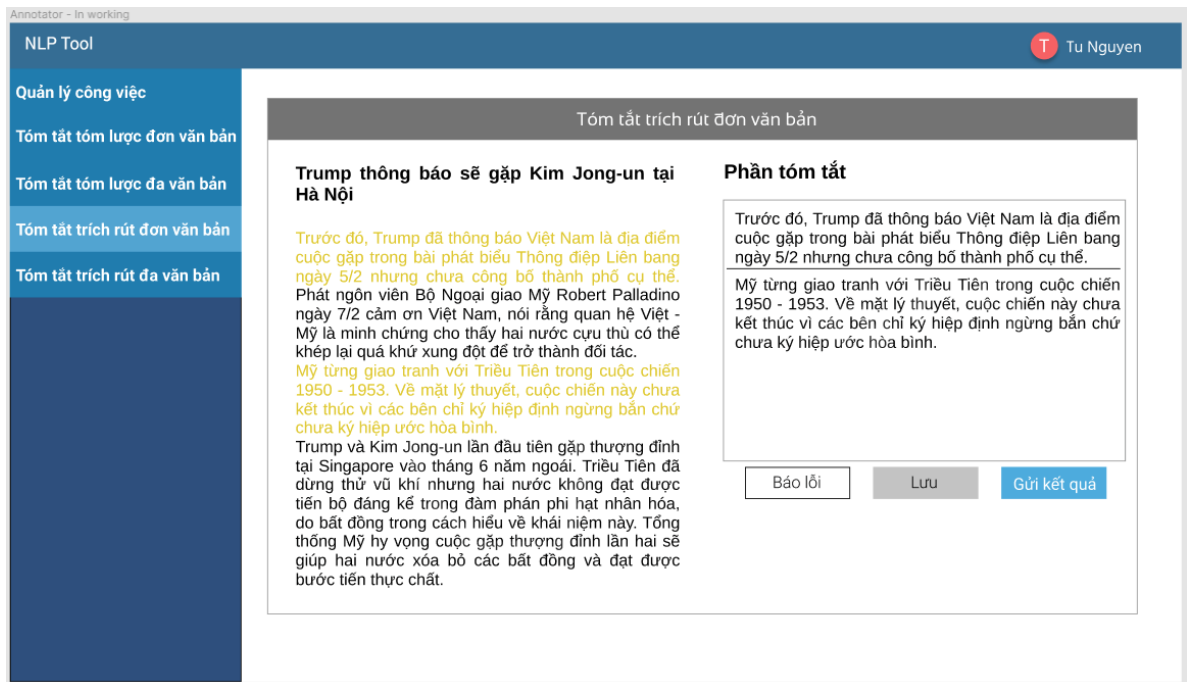 Annotator - In working
NLP Tool
T
Tu Nguyen
Quản lý công việc
Tóm tắt tóm lược đơn văn bản
Tóm tắt tóm lược đa văn bản
Tóm tắt trích rút đơn văn bản
Tóm tắt trích rút đa văn bản
Tóm tắt trích rút đơn văn bản
Trump thông báo sẽ gặp Kim Jong-un tại
Hà Nội
Trước đó, Trump đã thông báo Việt Nam là địa điểm
cuộc gặp trong bài phát biểu Thông điệp Liên bang
ngày 5/2 nhưng chưa công bố thành phố cụ thể.
Phát ngôn viên Bộ Ngoại giao Mỹ Robert Palladino
ngày 7/2 cảm ơn Việt Nam, nói rằng quan hệ Việt -
Mỹ là minh chứng cho thấy hai nước cựu thù có thể
khép lại quá khứ xung đột để trở thành đối tác.
Mỹ từng giao tranh với Triều Tiên trong cuộc chiến
1950 - 1953. Về mặt lý thuyết, cuộc chiến này chưa
kết thúc vì các bên chỉ ký hiệp định ngừng bắn chứ
chưa ký hiệp ước hòa bình.
Trump và Kim Jong-un lần đầu tiên gặp thượng đỉnh
tại Singapore vào tháng 6 năm ngoái. Triều Tiên đã
dừng thử vũ khí nhưng hai nước không đạt được
tiến bộ đáng kể trong đàm phán phi hạt nhân hóa,
do bất đồng trong cách hiểu về khái niệm này. Tổng
thống Mỹ hy vọng cuộc gặp thượng đỉnh lần hai sẽ
giúp hai nước xóa bỏ các bất đồng và đạt được
bước tiến thực chất.
Phần tóm tắt
Trước đó, Trump đã thông báo Việt Nam là địa điểm
cuộc gặp trong bài phát biểu Thông điệp Liên bang
ngày 5/2 nhưng chưa công bố thành phố cụ thể.
Mỹ từng giao tranh với Triều Tiên trong cuộc chiến
1950 - 1953. Về mặt lý thuyết, cuộc chiến này chưa
kết thúc vì các bên chỉ ký hiệp định ngừng bắn chứ
chưa ký hiệp ước hòa bình.
Báo lỗi
Lưu
Gửi kết quả